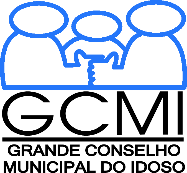 GCMI
GRANDE CONSELHO
MUNICIPAL DO IDOSO